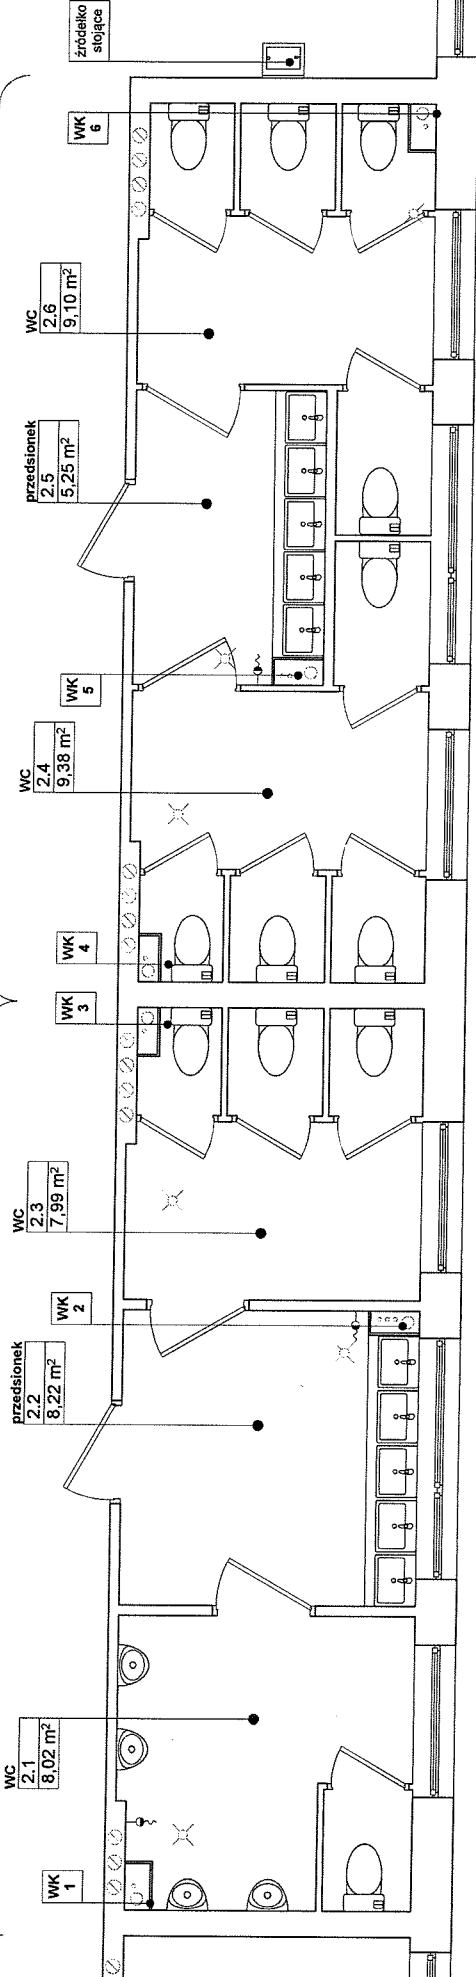 źródełko
stojące
WK
6
WC
2.6
9,10 m²
przedsionek
2.5
5,25 m²
WK
5
WC
2.4
9,38 m²
WK
4
WK
3
WC
2.3
7,99 m²
WK
2
przedsionek
2.2
8,22 m²
WC
2.1
8,02 m²
WK
1